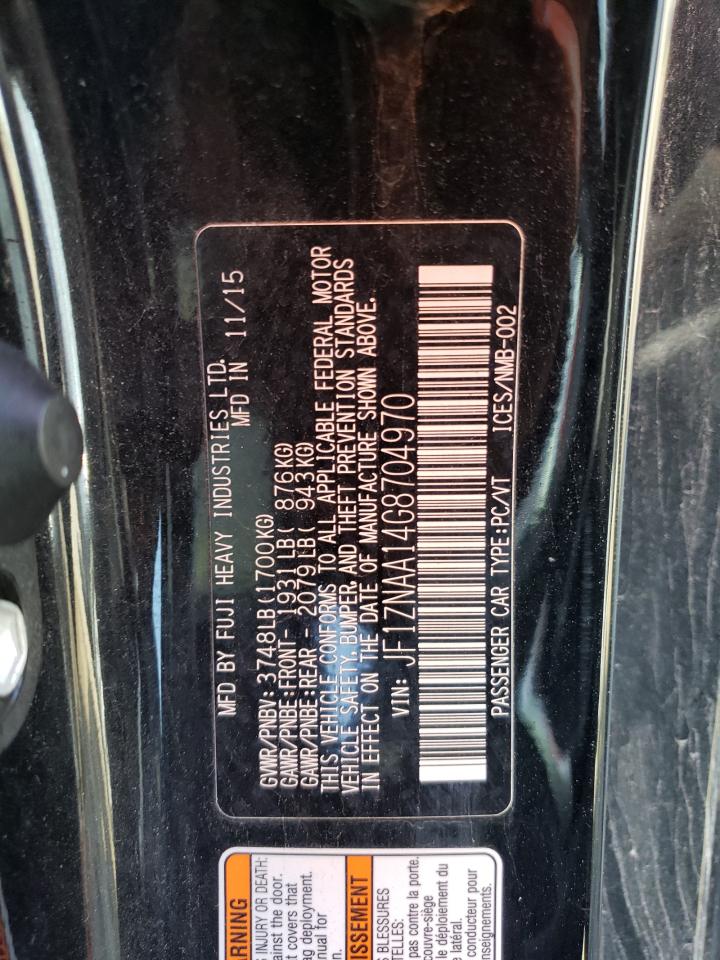 MFD BY FUJI HEAVY INDUSTRIES LTD.
MFD IN 11/15
GVWR/PNBV: 3748LB(1700KG)
GAWR/PNBE:FRONT- 1931LB( 876KG)
GAWR/PNBE:REAR - 2079LB( 943KG)
THIS VEHICLE CONFORMS TO ALL APPLICABLE FEDERAL MOTOR
VEHICLE SAFETY, BUMPER, AND THEFT PREVENTION STANDARDS
IN EFFECT ON THE DATE OF MANUFACTURE SHOWN ABOVE.
VIN: JF1ZNAA14G8704970
PASSENGER CAR TYPE:PC/VT ICES/NMB-002
RNING
INJURY OR DEATH:
ainst the door.
t covers that
ag deployment.
nual for
n.
ISSEMENT
BLESSURES
TELLES:
pas contre la porte.
couvre-siège
le déploiement du
e latéral.
conducteur pour
nseignements.